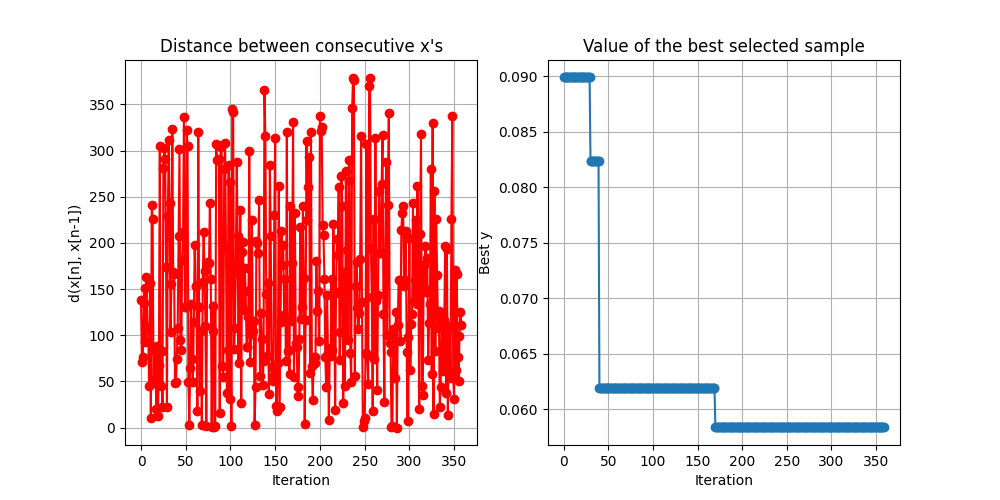 Distance between consecutive x's
d(x[n], x[n-1])
350
300
250
200
150
100
50
0
0 50 100 150 200 250 300 350
Iteration
Value of the best selected sample
Best y
0.090
0.085
0.080
0.075
0.070
0.065
0.060
0 50 100 150 200 250 300 350
Iteration